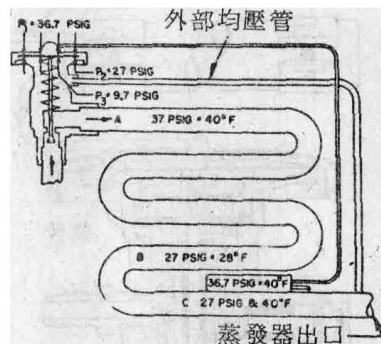 P₁ = 36.7 PSIG
外部均壓管
P₂=27 PSIG
P₃=9.7 PSIG
A
37 PSIG=40°F
B
27 PSIG=28°F
36.7 PSIG=40°F
C 27 PSIG & 40°F
蒸發器出口